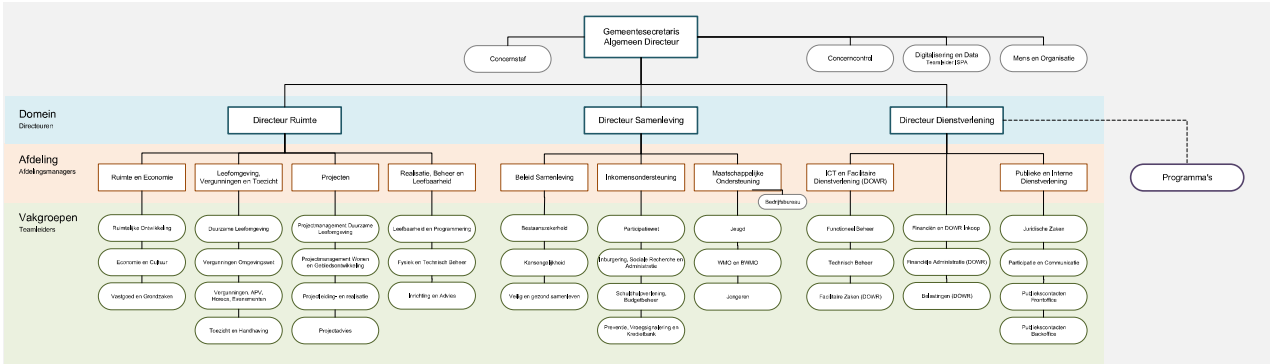 Gemeentesecretaris
Algemeen Directeur
Concernstaf
Concerncontrol
Digitalisering en Data
Teamleider ISPA
Mens en Organisatie
Domein
Directeuren
Directeur Ruimte
Directeur Samenleving
Directeur Dienstverlening
Afdeling
Afdelingsmanagers
Ruimte en Economie
Leefomgeving,
Vergunningen en Toezicht
Projecten
Realisatie, Beheer en
Leefbaarheid
Beleid Samenleving
Inkomensondersteuning
Maatschappelijke
Ondersteuning
Bedrijfsbureau
ICT en Facilitaire
Dienstverlening (DOWR)
Publieke en Interne
Dienstverlening
Programma's
Vakgroepen
Teamleiders
Ruimtelijke Ontwikkeling
Economie en Cultuur
Vastgoed en Grondzaken
Duurzame Leefomgeving
Vergunningen Omgevingswet
Vergunningen, APV,
Horeca, Evenementen
Toezicht en Handhaving
Projectmanagement Duurzame
Leefomgeving
Projectmanagement Wonen
en Gebiedsontwikkeling
Projectleiding- en realisatie
Projectadvies
Leefbaarheid en Programmering
Fysiek en Technisch Beheer
Inrichting en Advies
Bestaanszekerheid
Kansengelijkheid
Veilig en gezond samenleven
Participatiewet
Inburgering, Sociale Recherche en
Administratie
Schuldhulpverlening,
Budgetbeheer
Preventie, Vroegsignalering en
Kredietbank
Jeugd
WMO en BWMO
Jongeren
Functioneel Beheer
Technisch Beheer
Facilitaire Zaken (DOWR)
Financiën en DOWR Inkoop
Financiële Administratie (DOWR)
Belastingen (DOWR)
Juridische Zaken
Participatie en Communicatie
Publiekscontacten
Frontoffice
Publiekscontacten
Backoffice